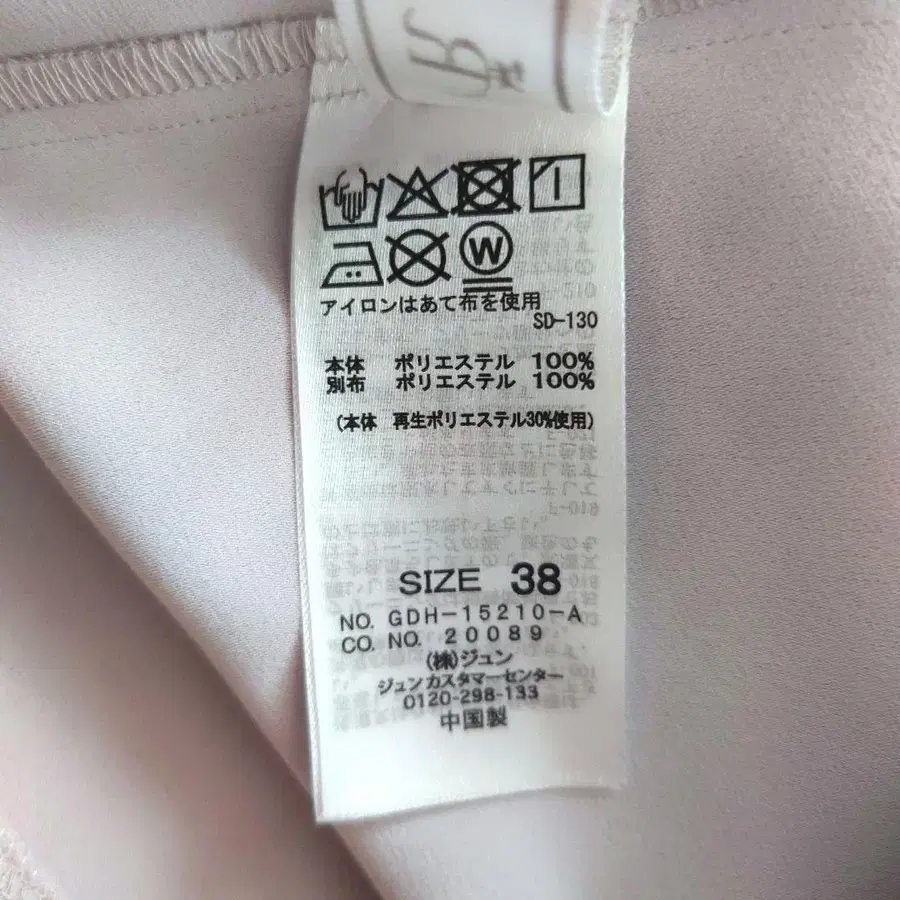 W
アイロンはあて布を使用
SD-130
本体 ポリエステル 100%
別布 ポリエステル 100%
(本体 再生ポリエステル30%使用)
SIZE 38
NO. GDH-15210-A
CO. NO. 20089
(株)ジュン
ジュンカスタマーセンター
0120-298-133
中国製